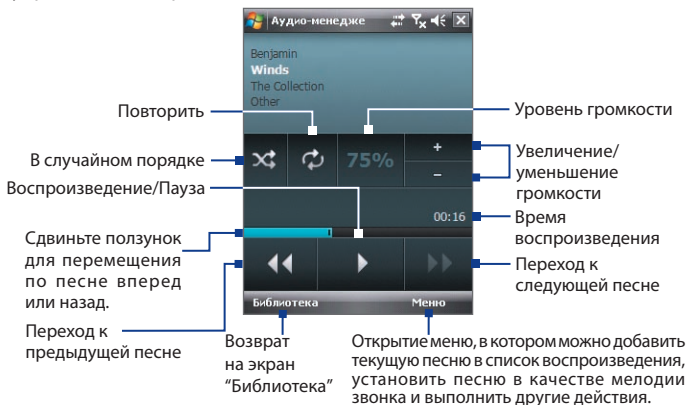 Аудио-менедже
Benjamin
Winds
The Collection
Other
75%
+
−
00:16
Библиотека
Меню
Повторить
В случайном порядке
Воспроизведение/Пауза
Сдвиньте ползунок
для перемещения
по песне вперед
или назад.
Переход к
предыдущей песне
Возврат
на экран
“Библиотека”
Уровень громкости
Увеличение/
уменьшение
громкости
Время
воспроизведения
Переход к
следующей песне
Открытие меню, в котором можно добавить
текущую песню в список воспроизведения,
установить песню в качестве мелодии
звонка и выполнить другие действия.